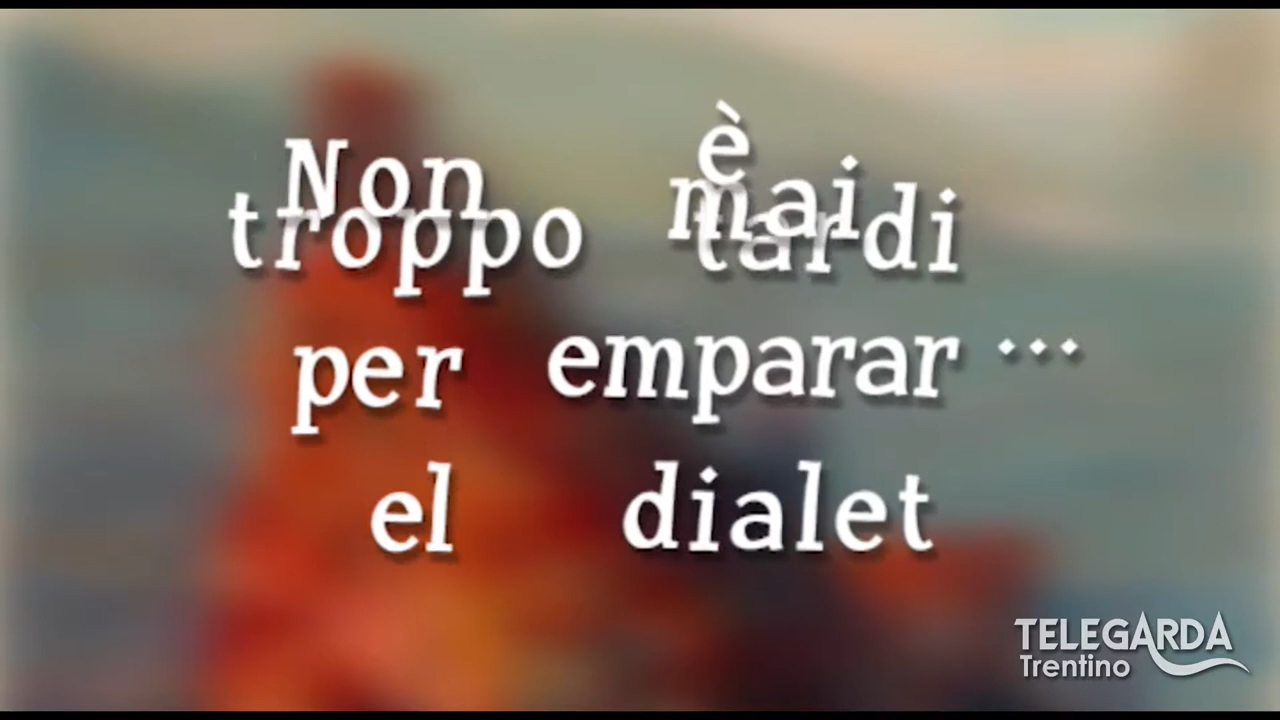 Non è mai
troppo tardi
per emparar ...
el dialet
TELEGARDA
Trentino